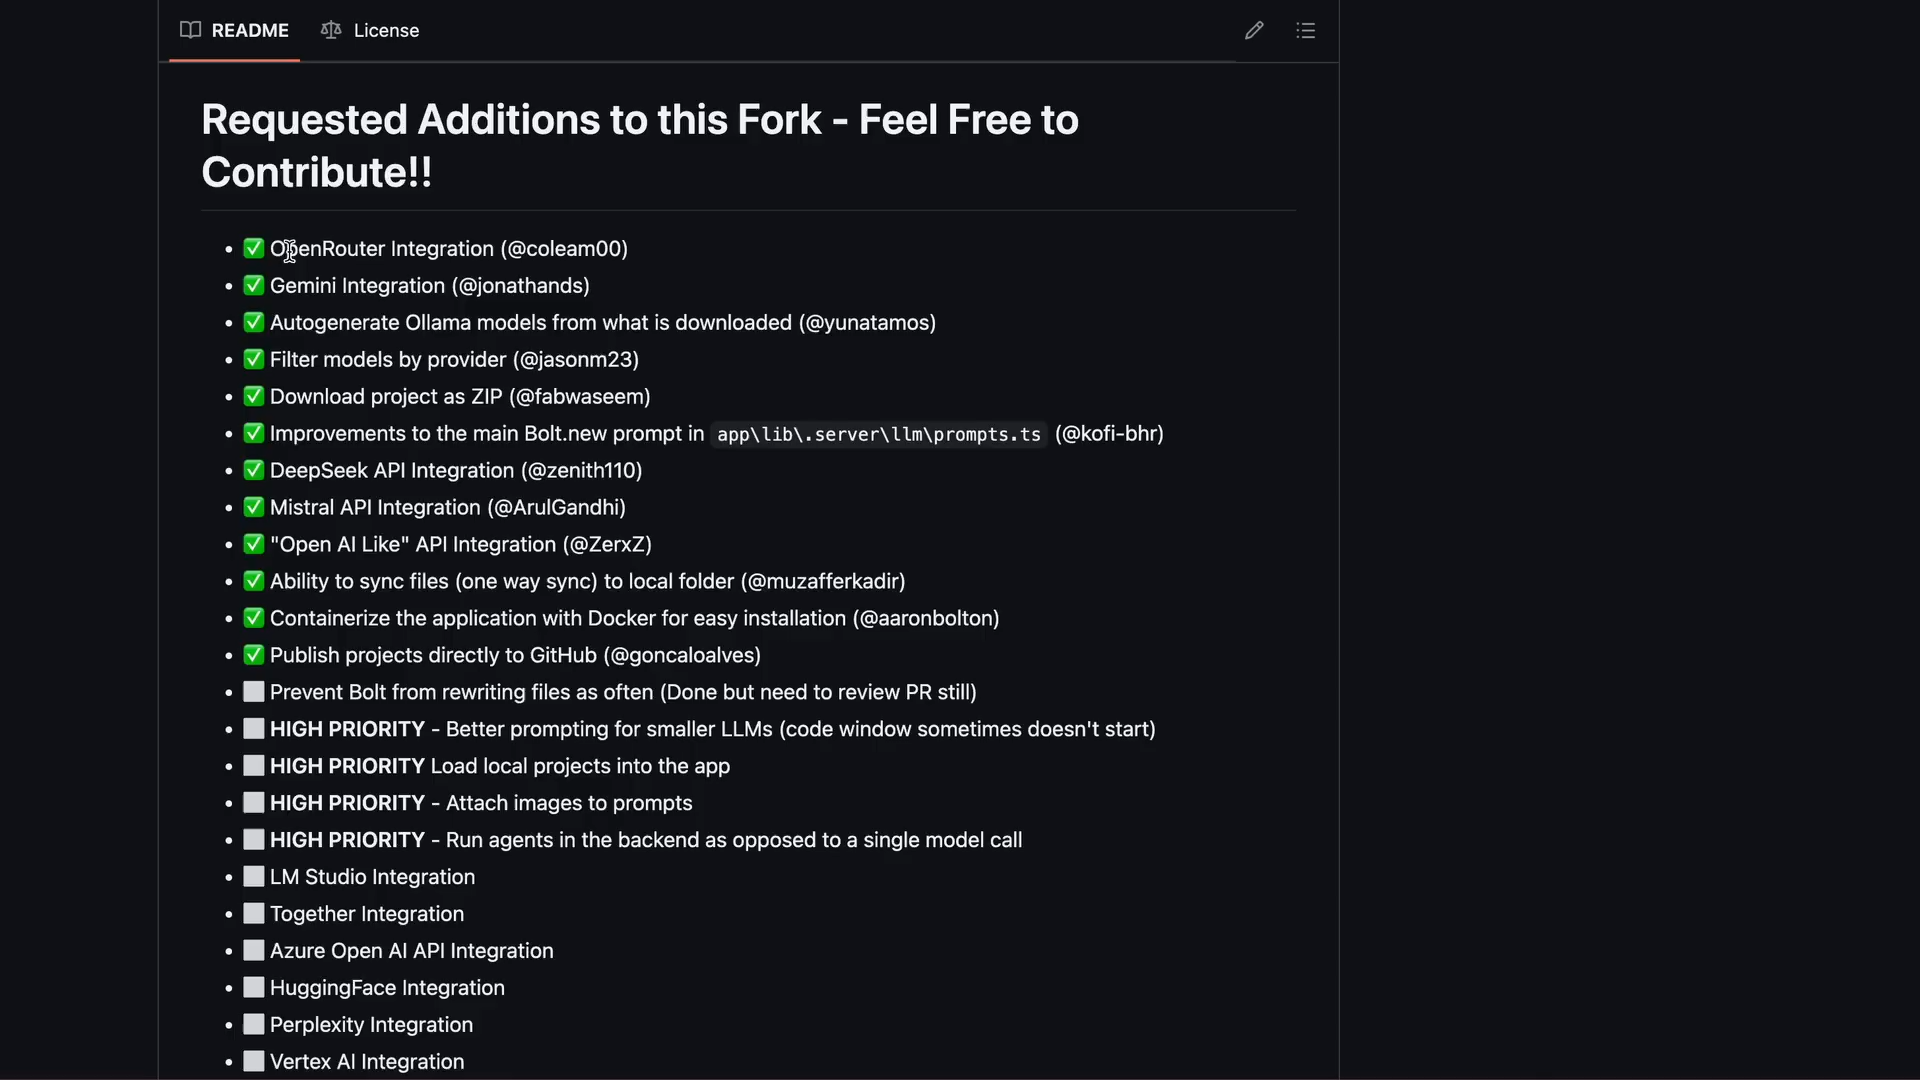 README License
Requested Additions to this Fork - Feel Free to
Contribute!!
✅ OpenRouter Integration (@coleam00)
✅ Gemini Integration (@jonathands)
✅ Autogenerate Ollama models from what is downloaded (@yunatamos)
✅ Filter models by provider (@jasonm23)
✅ Download project as ZIP (@fabwaseem)
✅ Improvements to the main Bolt.new prompt in app\lib\.server\llm\prompts.ts (@kofi-bhr)
✅ DeepSeek API Integration (@zenith110)
✅ Mistral API Integration (@ArulGandhi)
✅ "Open AI Like" API Integration (@ZerxZ)
✅ Ability to sync files (one way sync) to local folder (@muzafferkadir)
✅ Containerize the application with Docker for easy installation (@aaronbolton)
✅ Publish projects directly to GitHub (@goncaloalves)
⬜ Prevent Bolt from rewriting files as often (Done but need to review PR still)
⬜ HIGH PRIORITY - Better prompting for smaller LLMs (code window sometimes doesn't start)
⬜ HIGH PRIORITY Load local projects into the app
⬜ HIGH PRIORITY - Attach images to prompts
⬜ HIGH PRIORITY - Run agents in the backend as opposed to a single model call
⬜ LM Studio Integration
⬜ Together Integration
⬜ Azure Open AI API Integration
⬜ HuggingFace Integration
⬜ Perplexity Integration
⬜ Vertex AI Integration